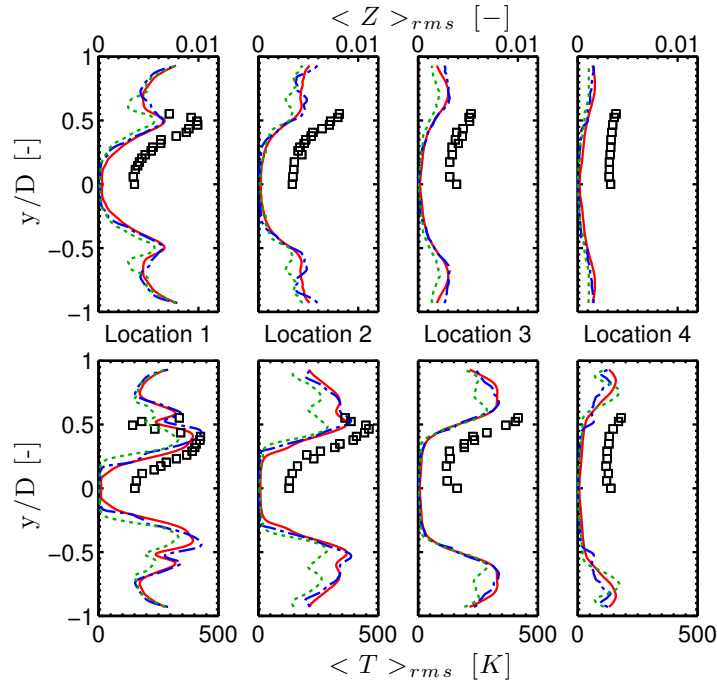 < Z >rms [−]
0 0.01 0 0.01 0 0.01 0 0.01
1
0.5
0
−0.5
−1
y/D [-]
Location 1 Location 2 Location 3 Location 4
1
0.5
0
−0.5
−1
y/D [-]
0 500 0 500 0 500 0 500
< T >rms [K]